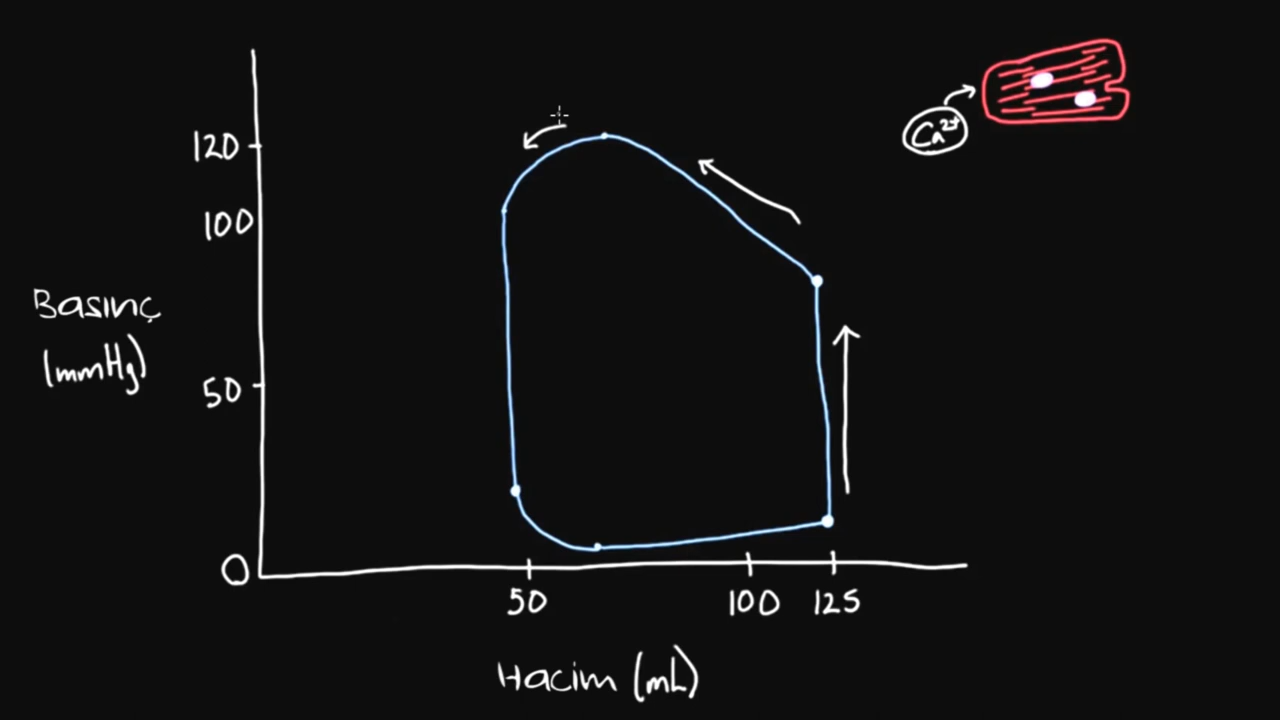 120
100
Basınç
(mmHg)
50
0
50 100 125
Hacim (mL)
Ca²⁺